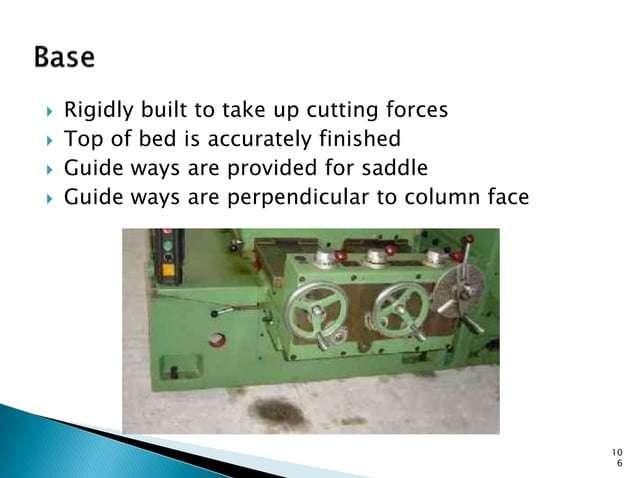 Base
Rigidly built to take up cutting forces
Top of bed is accurately finished
Guide ways are provided for saddle
Guide ways are perpendicular to column face
10
6